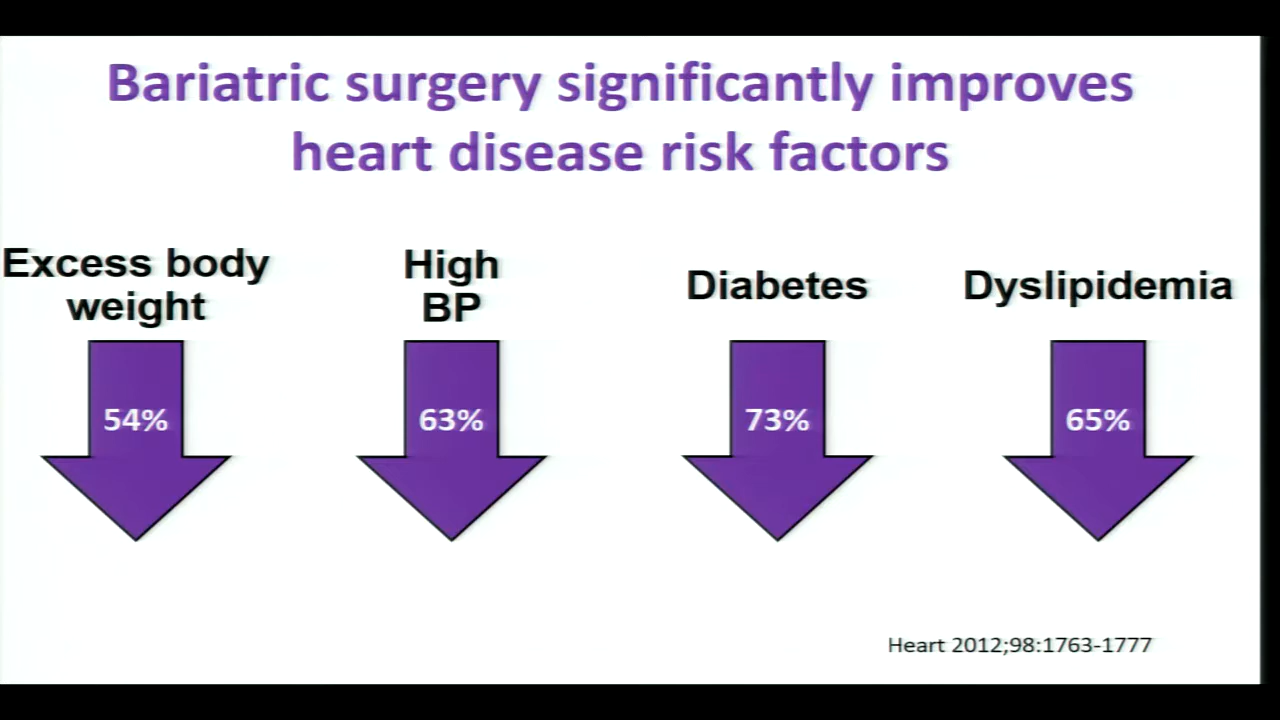 Bariatric surgery significantly improves
heart disease risk factors
Excess body
weight
High
BP
Diabetes
Dyslipidemia
54%
63%
73%
65%
Heart 2012;98:1763-1777